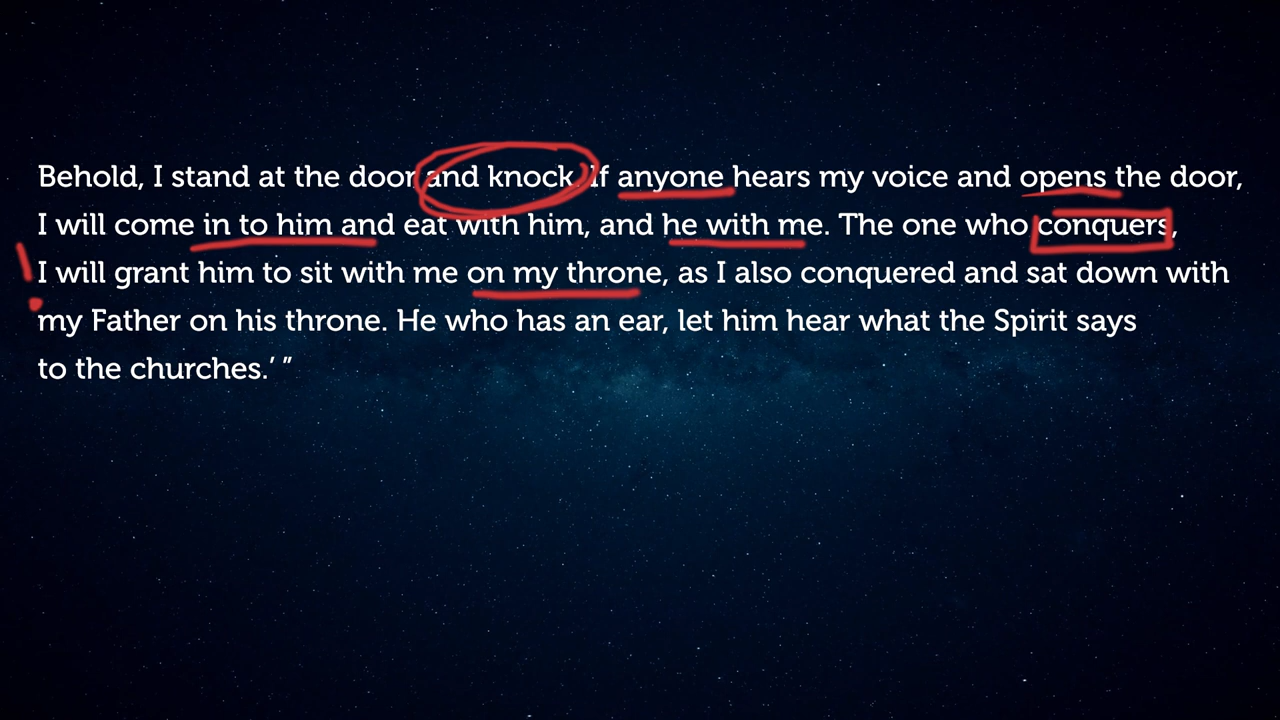 Behold, I stand at the door and knock. If anyone hears my voice and opens the door,
I will come in to him and eat with him, and he with me. The one who conquers,
I will grant him to sit with me on my throne, as I also conquered and sat down with
my Father on his throne. He who has an ear, let him hear what the Spirit says
to the churches.’ ”